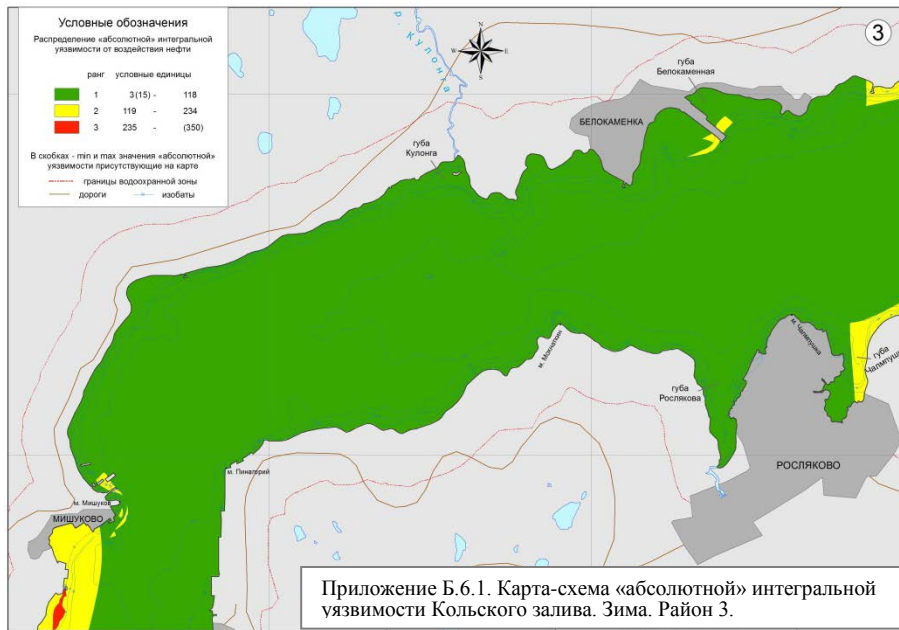 Условные обозначения
Распределение «абсолютной» интегральной
уязвимости от воздействия нефти
ранг условные единицы
1 3(15) - 118
2 119 - 234
3 235 - (350)
В скобках - min и max значения «абсолютной»
уязвимости присутствующие на карте
границы водоохранной зоны
дороги изобаты
р. Кулонга
N
W E
S
3
губа
Белокаменная
БЕЛОКАМЕНКА
губа
Кулонга
м. Мохнаткин
м. Чалмпушка
губа
Чалмпушка
губа
Рослякова
РОСЛЯКОВО
м. Пинагорий
м. Мишуков
МИШУКОВО
Приложение Б.6.1. Карта-схема «абсолютной» интегральной
уязвимости Кольского залива. Зима. Район 3.